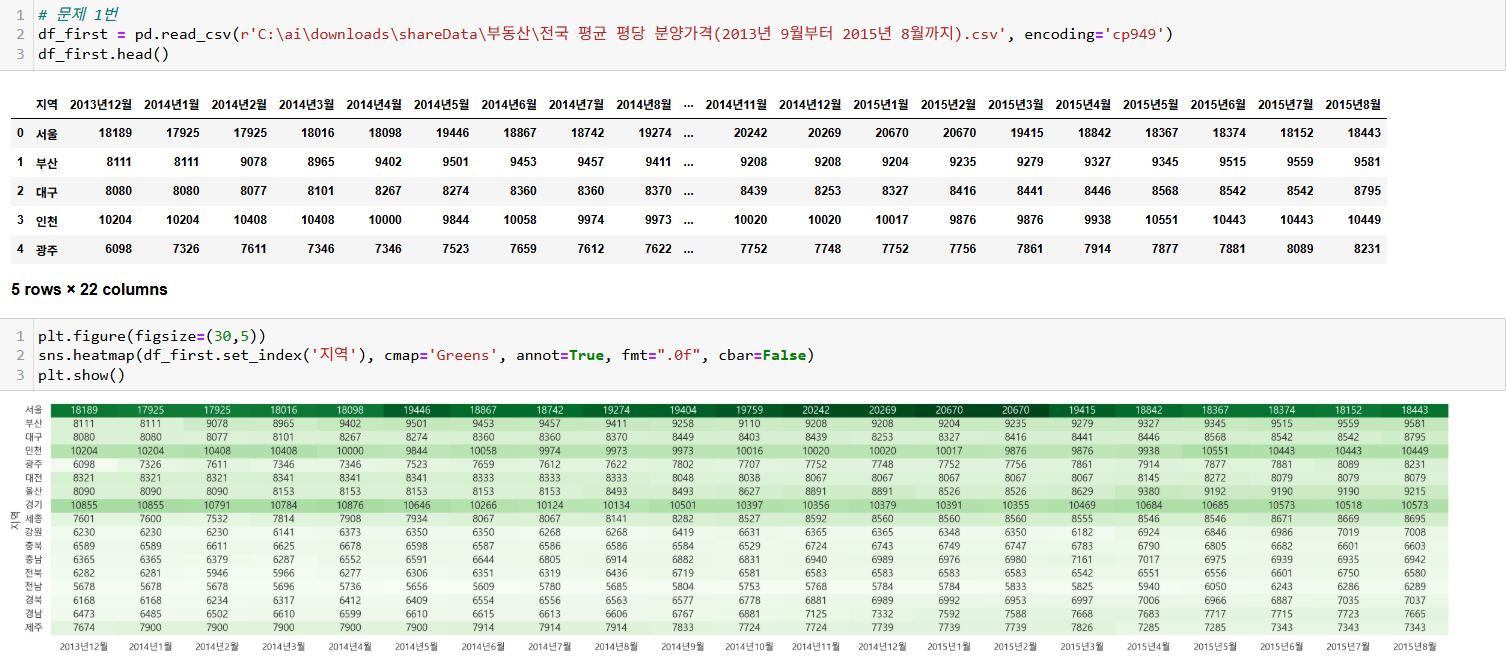 1 # 문제 1번
2 df_first = pd.read_csv(r'C:\ai\downloads\shareData\부동산\전국 평균 평당 분양가격(2013년 9월부터 2015년 8월까지).csv', encoding='cp949')
3 df_first.head()
지역 2013년12월 2014년1월 2014년2월 2014년3월 2014년4월 2014년5월 2014년6월 2014년7월 2014년8월 ... 2014년11월 2014년12월 2015년1월 2015년2월 2015년3월 2015년4월 2015년5월 2015년6월 2015년7월 2015년8월
0 서울 18189 17925 17925 18016 18098 19446 18867 18742 19274 ... 20242 20269 20670 20670 19415 18842 18367 18374 18152 18443
1 부산 8111 8111 9078 8965 9402 9501 9453 9457 9411 ... 9208 9208 9204 9235 9279 9327 9345 9515 9559 9581
2 대구 8080 8080 8077 8101 8267 8274 8360 8360 8370 ... 8439 8253 8327 8416 8441 8446 8568 8542 8542 8795
3 인천 10204 10204 10408 10408 10000 9844 10058 9974 9973 ... 10020 10020 10017 9876 9876 9938 10551 10443 10443 10449
4 광주 6098 7326 7611 7346 7346 7523 7659 7612 7622 ... 7752 7748 7752 7756 7861 7914 7877 7881 8089 8231
5 rows × 22 columns
1 plt.figure(figsize=(30,5))
2 sns.heatmap(df_first.set_index('지역'), cmap='Greens', annot=True, fmt=".0f", cbar=False)
3 plt.show()
서울 18189 17925 17925 18016 18098 19446 18867 18742 19274 19404 19759 20242 20269 20670 20670 19415 18842 18367 18374 18152 18443
부산 8111 8111 9078 8965 9402 9501 9453 9457 9411 9258 9110 9208 9208 9204 9235 9279 9327 9345 9515 9559 9581
대구 8080 8080 8077 8101 8267 8274 8360 8360 8370 8449 8403 8439 8253 8327 8416 8441 8446 8568 8542 8542 8795
인천 10204 10204 10408 10408 10000 9844 10058 9974 9973 9973 10016 10020 10020 10017 9876 9876 9938 10551 10443 10443 10449
광주 6098 7326 7611 7346 7346 7523 7659 7612 7622 7802 7707 7752 7748 7752 7756 7861 7914 7877 7881 8089 8231
대전 8321 8321 8321 8341 8341 8341 8333 8333 8333 8048 8038 8067 8067 8067 8067 8067 8145 8272 8079 8079 8079
울산 8090 8090 8090 8153 8153 8153 8153 8153 8493 8493 8627 8891 8891 8526 8526 8629 9380 9192 9190 9190 9215
경기 10855 10855 10791 10784 10876 10646 10266 10124 10134 10501 10397 10356 10379 10391 10355 10469 10684 10685 10573 10518 10573
지역
세종 7601 7600 7532 7814 7908 7934 8067 8067 8141 8282 8527 8592 8560 8560 8560 8555 8546 8546 8671 8669 8695
강원 6230 6230 6230 6141 6373 6350 6350 6268 6268 6419 6631 6365 6365 6348 6350 6182 6924 6846 6986 7019 7008
충북 6589 6589 6611 6625 6678 6598 6587 6586 6586 6584 6529 6724 6743 6749 6747 6783 6790 6805 6682 6601 6603
충남 6365 6365 6379 6287 6552 6591 6644 6805 6914 6882 6831 6940 6989 6976 6980 7161 7017 6975 6939 6935 6942
전북 6282 6281 5946 5966 6277 6306 6351 6319 6436 6719 6581 6583 6583 6583 6583 6542 6551 6556 6601 6750 6580
전남 5678 5678 5678 5696 5736 5656 5609 5780 5685 5804 5753 5768 5784 5784 5833 5825 5940 6050 6243 6286 6289
경북 6168 6168 6234 6317 6412 6409 6554 6556 6563 6577 6778 6881 6989 6992 6953 6997 7006 6966 6887 7035 7037
경남 6473 6485 6502 6610 6599 6610 6615 6613 6606 6767 6881 7125 7332 7592 7588 7668 7683 7717 7715 7723 7665
제주 7674 7900 7900 7900 7900 7900 7914 7914 7914 7833 7724 7724 7739 7739 7739 7826 7285 7285 7343 7343 7343
2013년12월 2014년1월 2014년2월 2014년3월 2014년4월 2014년5월 2014년6월 2014년7월 2014년8월 2014년9월 2014년10월 2014년11월 2014년12월 2015년1월 2015년2월 2015년3월 2015년4월 2015년5월 2015년6월 2015년7월 2015년8월